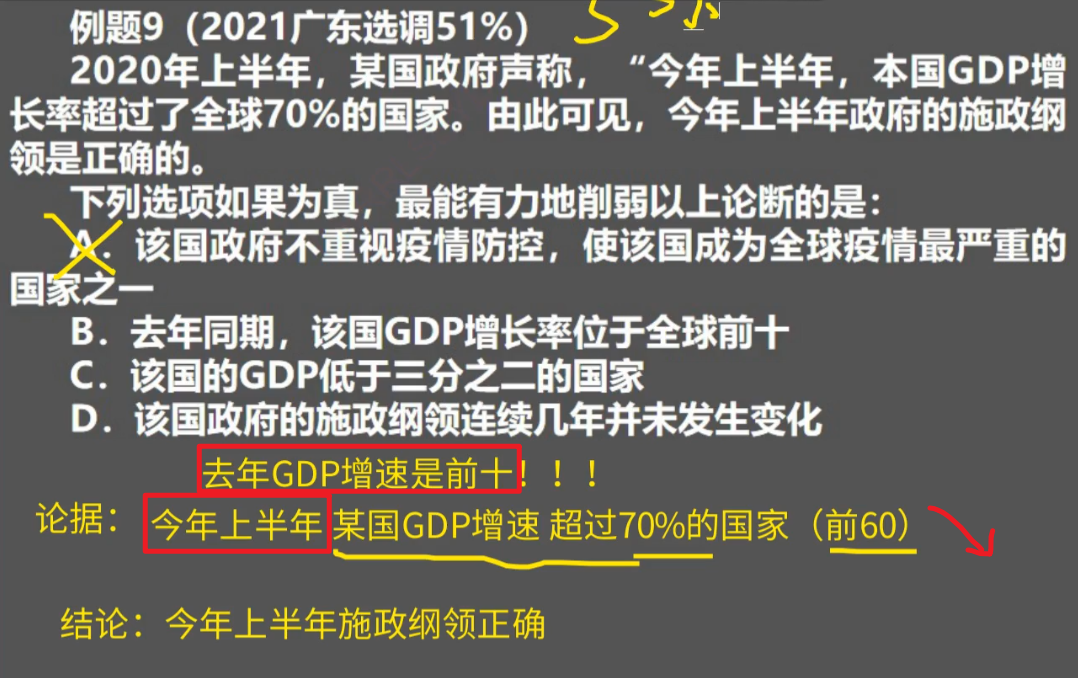 例题9（2021广东选调51%）
2020年上半年，某国政府声称，“今年上半年，本国GDP增
长率超过了全球70%的国家。由此可见，今年上半年政府的施政纲
领是正确的。
下列选项如果为真，最能有力地削弱以上论断的是：
A．该国政府不重视疫情防控，使该国成为全球疫情最严重的
国家之一
B．去年同期，该国GDP增长率位于全球前十
C．该国的GDP低于三分之二的国家
D．该国政府的施政纲领连续几年并未发生变化
去年GDP增速是前十！！！
论据： 今年上半年 某国GDP增速 超过70%的国家（前60）
结论：今年上半年施政纲领正确